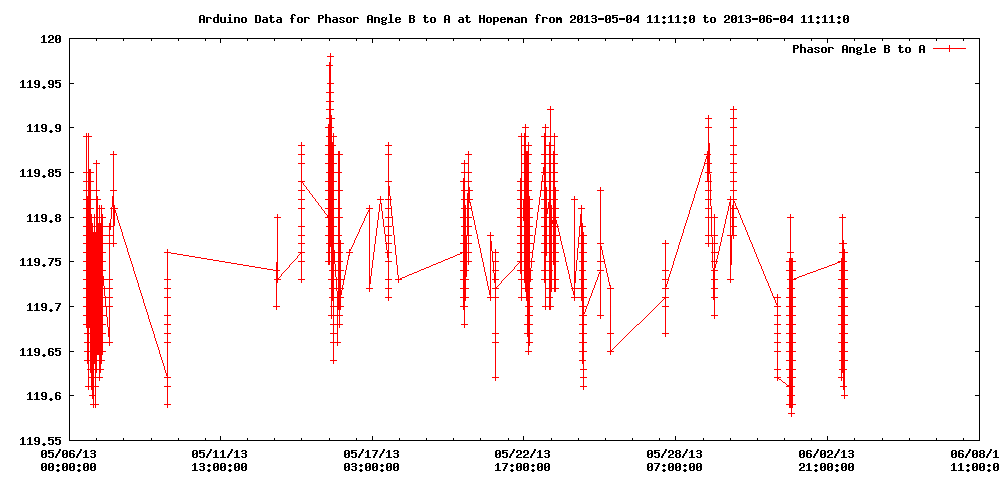 Arduino Data for Phasor Angle B to A at Hopeman from 2013-05-04 11:11:0 to 2013-06-04 11:11:0
120
Phasor Angle B to A
119.95
119.9
119.85
119.8
119.75
119.7
119.65
119.6
119.55
05/06/13 05/11/13 05/17/13 05/22/13 05/28/13 06/02/13 06/08/1
00:00:00 13:00:00 03:00:00 17:00:00 07:00:00 21:00:00 11:00:0